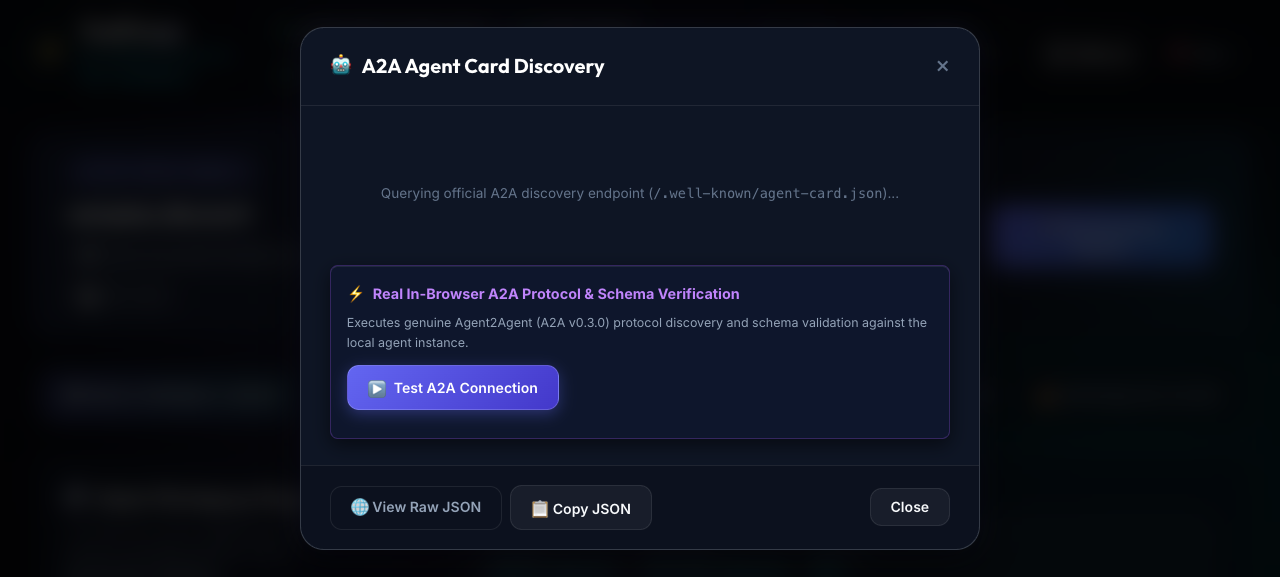 A2A Agent Card Discovery
Querying official A2A discovery endpoint (/.well-known/agent-card.json)...
Real In-Browser A2A Protocol & Schema Verification
Executes genuine Agent2Agent (A2A v0.3.0) protocol discovery and schema validation against the
local agent instance.
Test A2A Connection
View Raw JSON
Copy JSON
Close